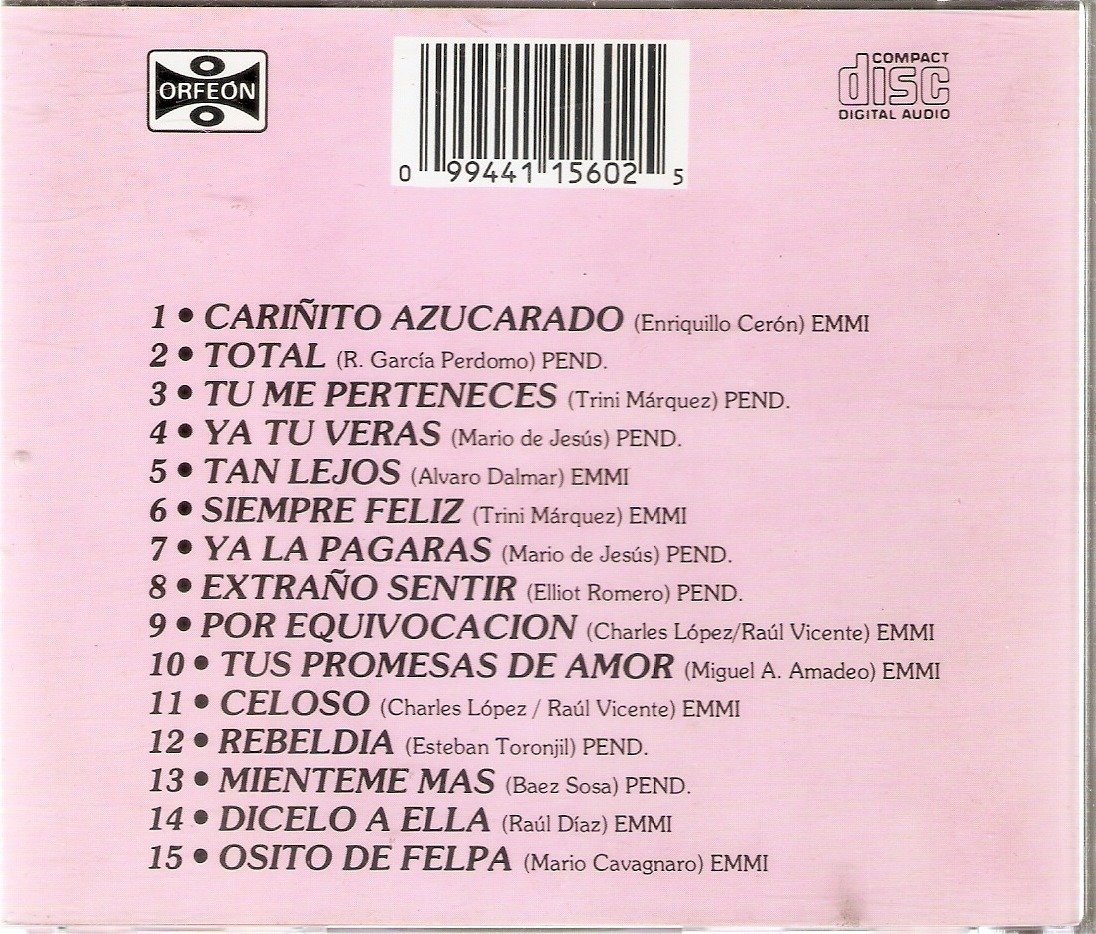 ORFEON
COMPACT
disc
DIGITAL AUDIO
0 99441 15602 5
1 • CARIÑITO AZUCARADO (Enriquillo Cerón) EMMI
2 • TOTAL (R. García Perdomo) PEND.
3 • TU ME PERTENECES (Trini Márquez) PEND.
4 • YA TU VERAS (Mario de Jesús) PEND.
5 • TAN LEJOS (Alvaro Dalmar) EMMI
6 • SIEMPRE FELIZ (Trini Márquez) EMMI
7 • YA LA PAGARAS (Mario de Jesús) PEND.
8 • EXTRAÑO SENTIR (Elliot Romero) PEND.
9 • POR EQUIVOCACION (Charles López/Raúl Vicente) EMMI
10 • TUS PROMESAS DE AMOR (Miguel A. Amadeo) EMMI
11 • CELOSO (Charles López / Raúl Vicente) EMMI
12 • REBELDIA (Esteban Toronjil) PEND.
13 • MIENTEME MAS (Baez Sosa) PEND.
14 • DICELO A ELLA (Raúl Díaz) EMMI
15 • OSITO DE FELPA (Mario Cavagnaro) EMMI